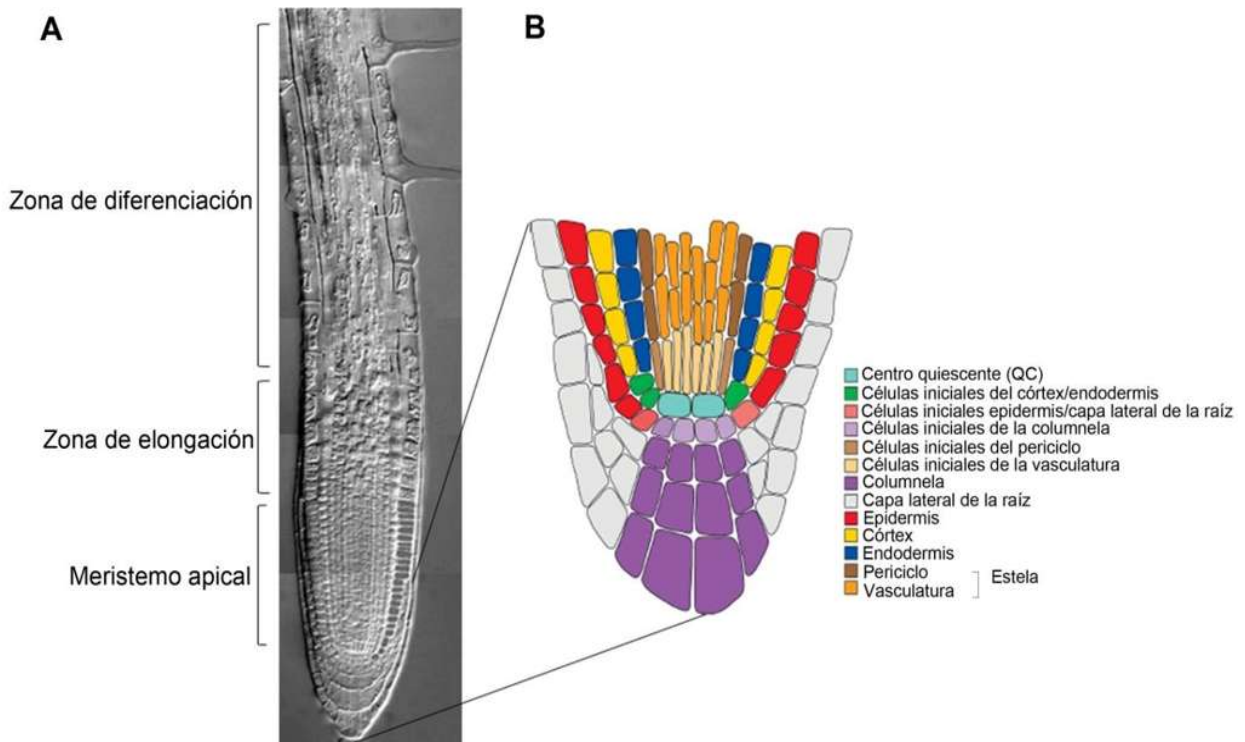 A
B
Zona de diferenciación
Zona de elongación
Meristemo apical
Centro quiescente (QC)
Células iniciales del córtex/endodermis
Células iniciales epidermis/capa lateral de la raíz
Células iniciales de la columnela
Células iniciales del periciclo
Células iniciales de la vasculatura
Columnela
Capa lateral de la raíz
Epidermis
Córtex
Endodermis
Periciclo
Vasculatura
Estela